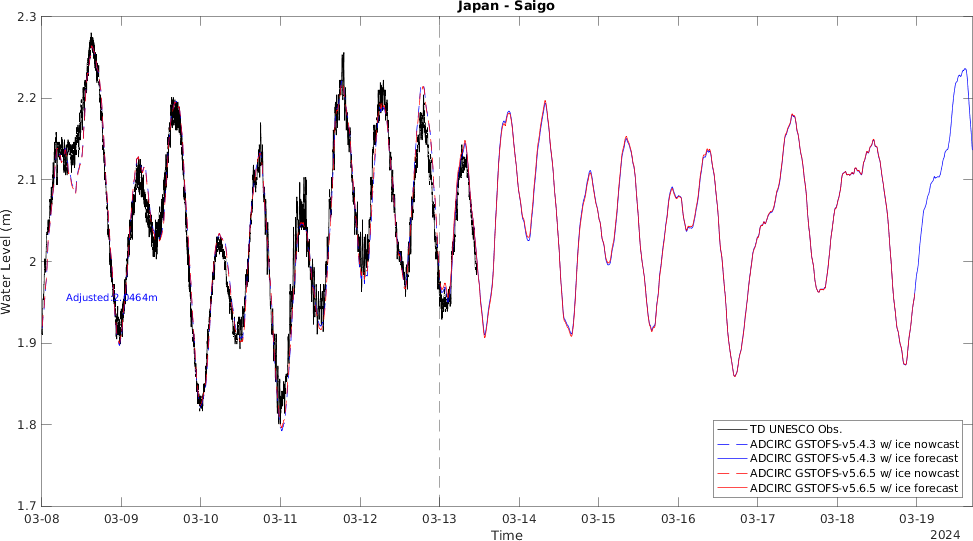 Japan - Saigo
2.3
2.2
2.1
2
1.9
1.8
1.7
Water Level (m)
Adjusted:2.0464m
TD UNESCO Obs.
ADCIRC GSTOFS-v5.4.3 w/ ice nowcast
ADCIRC GSTOFS-v5.4.3 w/ ice forecast
ADCIRC GSTOFS-v5.6.5 w/ ice nowcast
ADCIRC GSTOFS-v5.6.5 w/ ice forecast
03-08 03-09 03-10 03-11 03-12 03-13 03-14 03-15 03-16 03-17 03-18 03-19
Time
2024